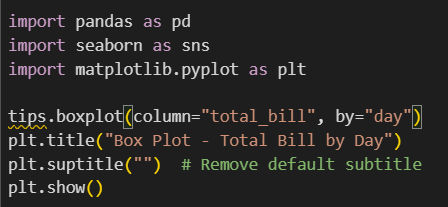 import pandas as pd
import seaborn as sns
import matplotlib.pyplot as plt

tips.boxplot(column="total_bill", by="day")
plt.title("Box Plot - Total Bill by Day")
plt.suptitle("")  # Remove default subtitle
plt.show()